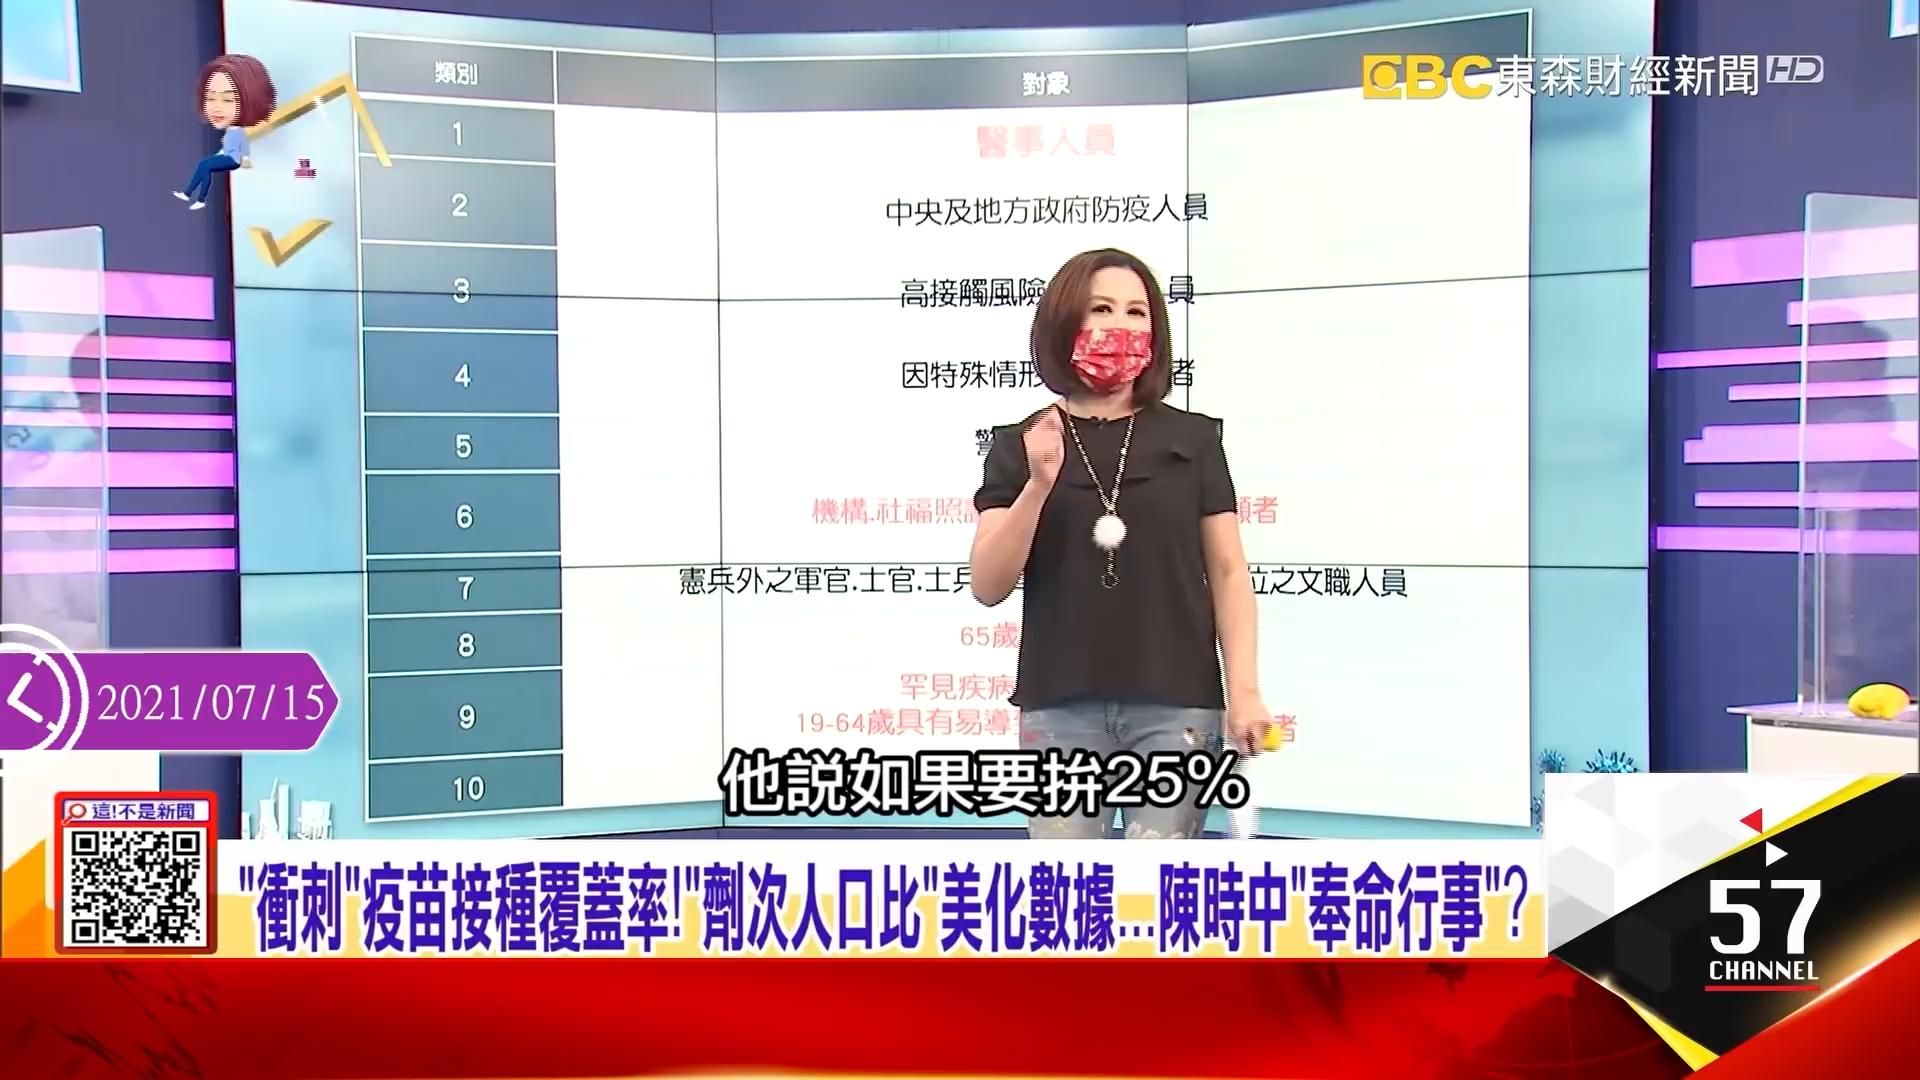 EBC 東森財經新聞 HD
類別
對象
1
醫事人員
2
中央及地方政府防疫人員
3
高接觸風險
員
4
因特殊情形
者
5
警
6
機構.社福照
顧者
7
憲兵外之軍官.士官.士兵
位之文職人員
8
65歲
9
罕見疾病
19-64歲具有易導
者
10
2021/07/15
他說如果要拚25%
這!不是新聞
"衝刺"疫苗接種覆蓋率!"劑次人口比"美化數據...陳時中"奉命行事"?
57
CHANNEL